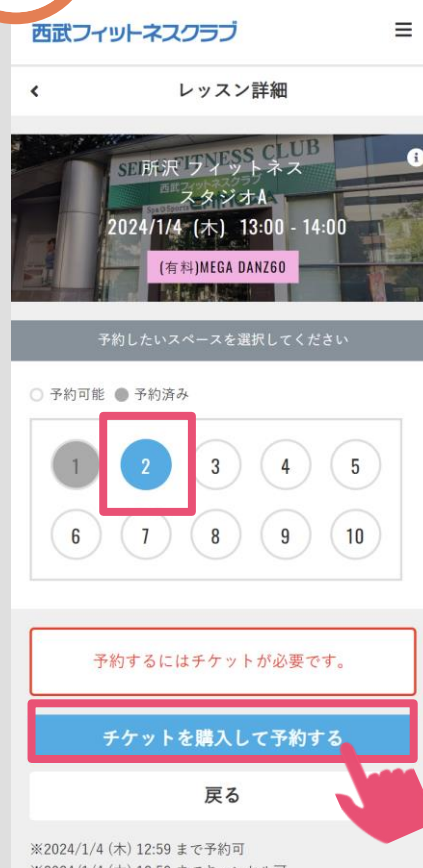 西武フィットネスクラブ
レッスン詳細
SEIBU FITNESS CLUB
西武フィットネスクラブ
所沢 フィットネス
スタジオA
2024/1/4 (木) 13:00 - 14:00
(有料)MEGA DANZ60
予約したいスペースを選択してください
予約可能 予約済み
1 2 3 4 5
6 7 8 9 10
予約するにはチケットが必要です。
チケットを購入して予約する
戻る
※2024/1/4 (木) 12:59 まで予約可